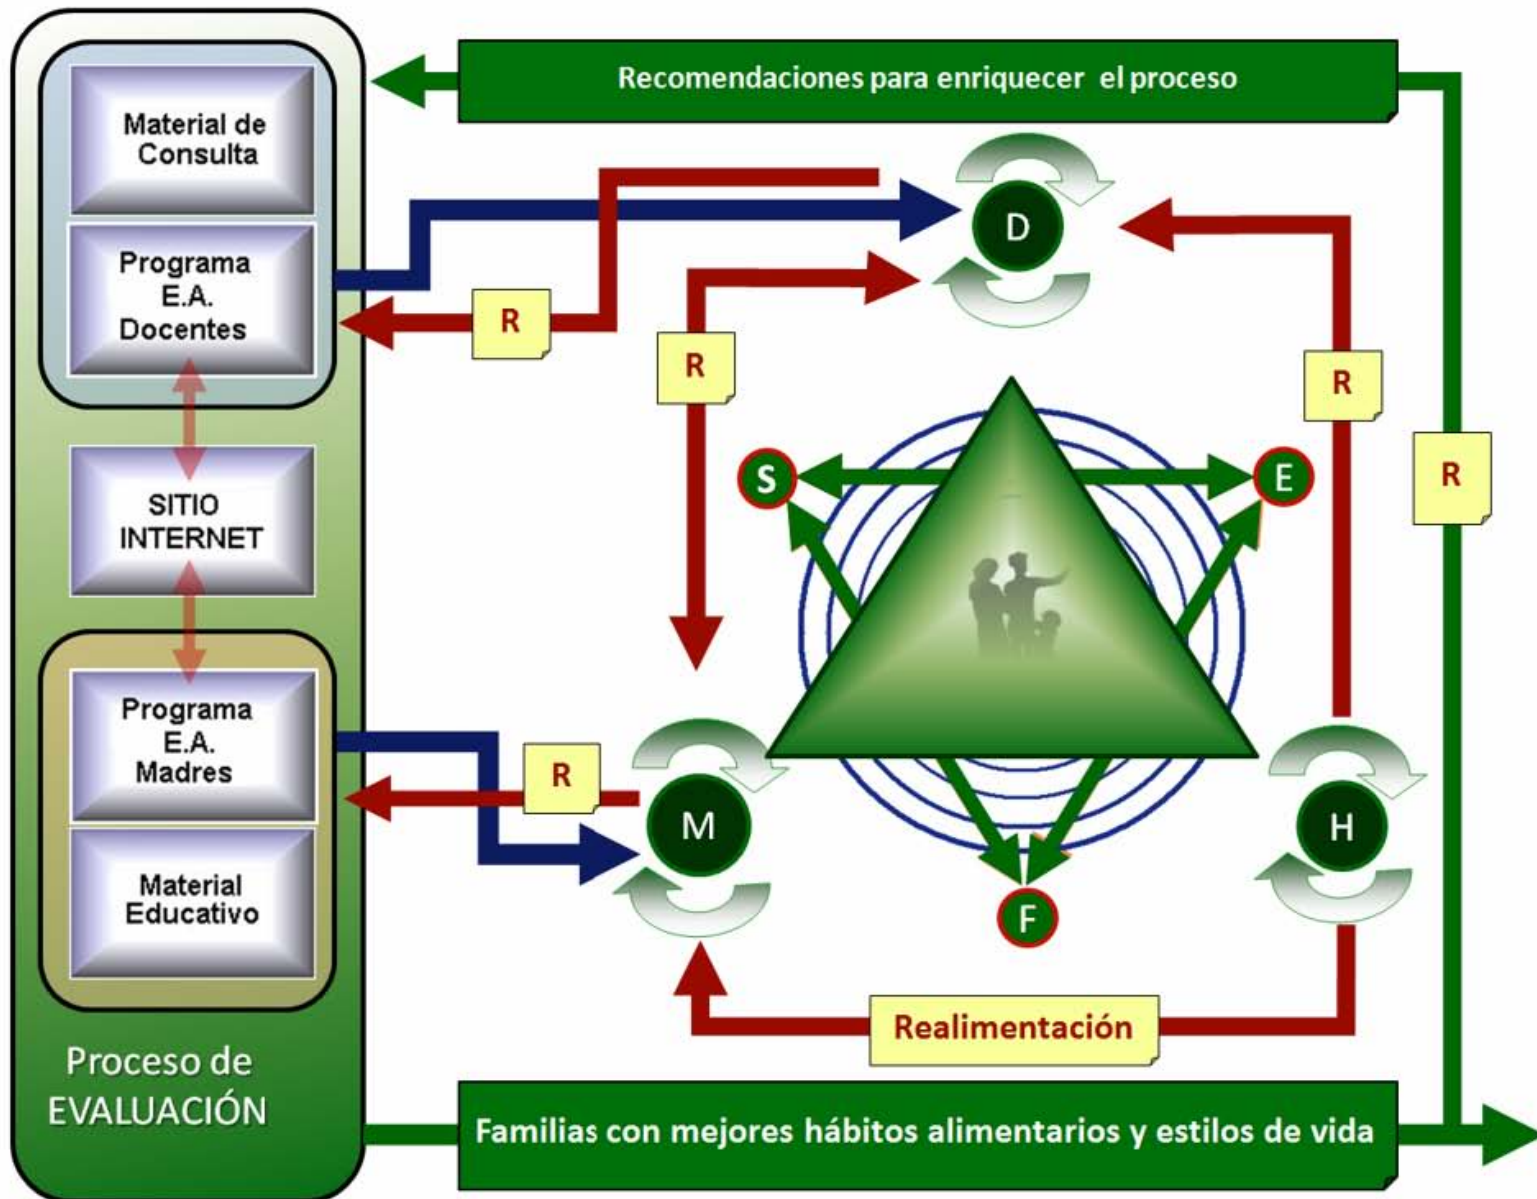 Recomendaciones para enriquecer el proceso
Material de
Consulta
Programa
E.A.
Docentes
SITIO
INTERNET
Programa
E.A.
Madres
Material
Educativo
Proceso de
EVALUACIÓN
R
D
R
R
R
S
E
R
M
H
F
Realimentación
Familias con mejores hábitos alimentarios y estilos de vida